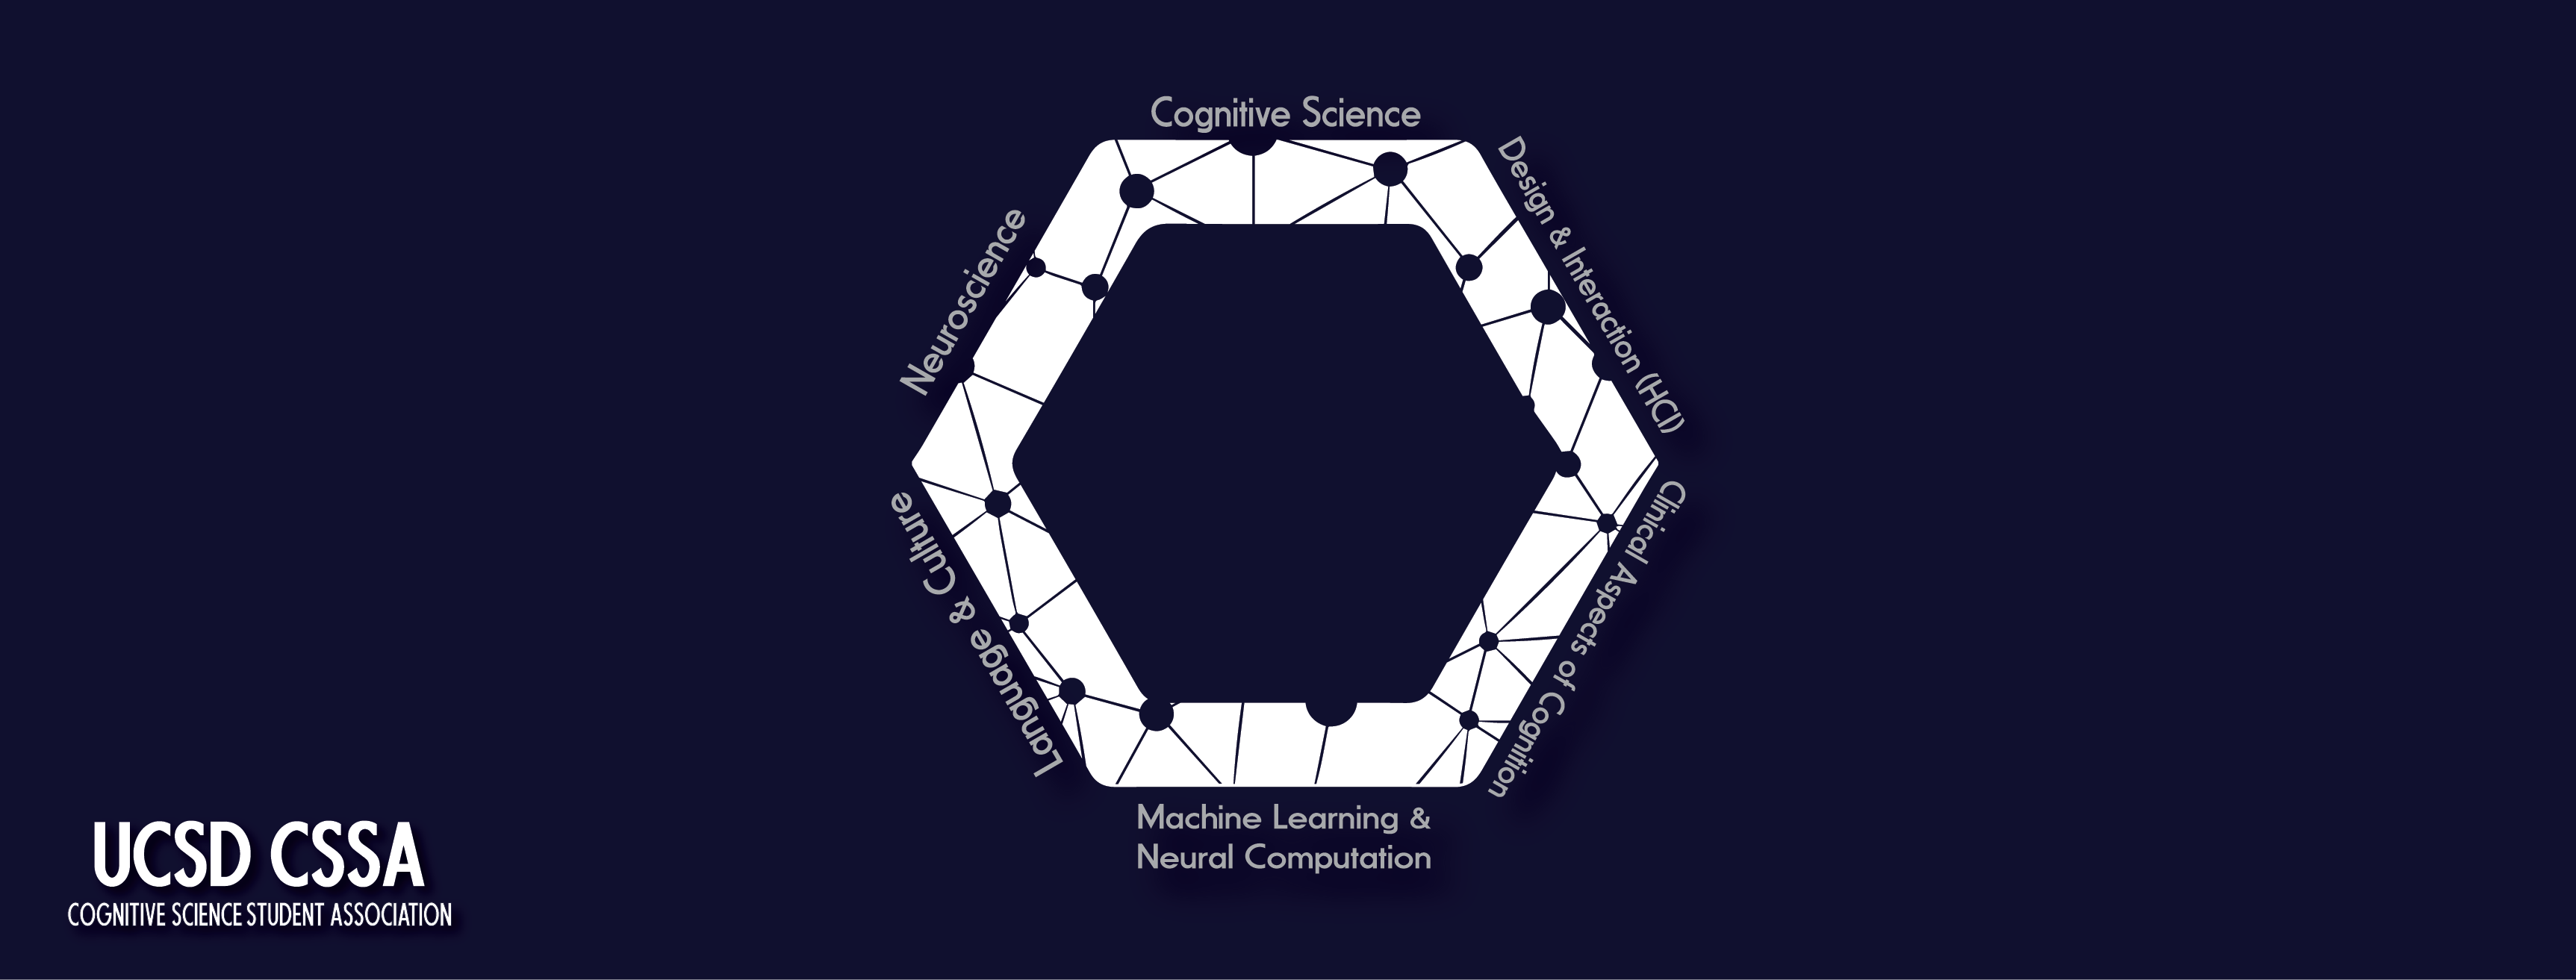 Cognitive Science
Design & Interaction (HCI)
Clinical Aspects of Cognition
Machine Learning &
Neural Computation
Language & Culture
Neuroscience
UCSD CSSA
COGNITIVE SCIENCE STUDENT ASSOCIATION